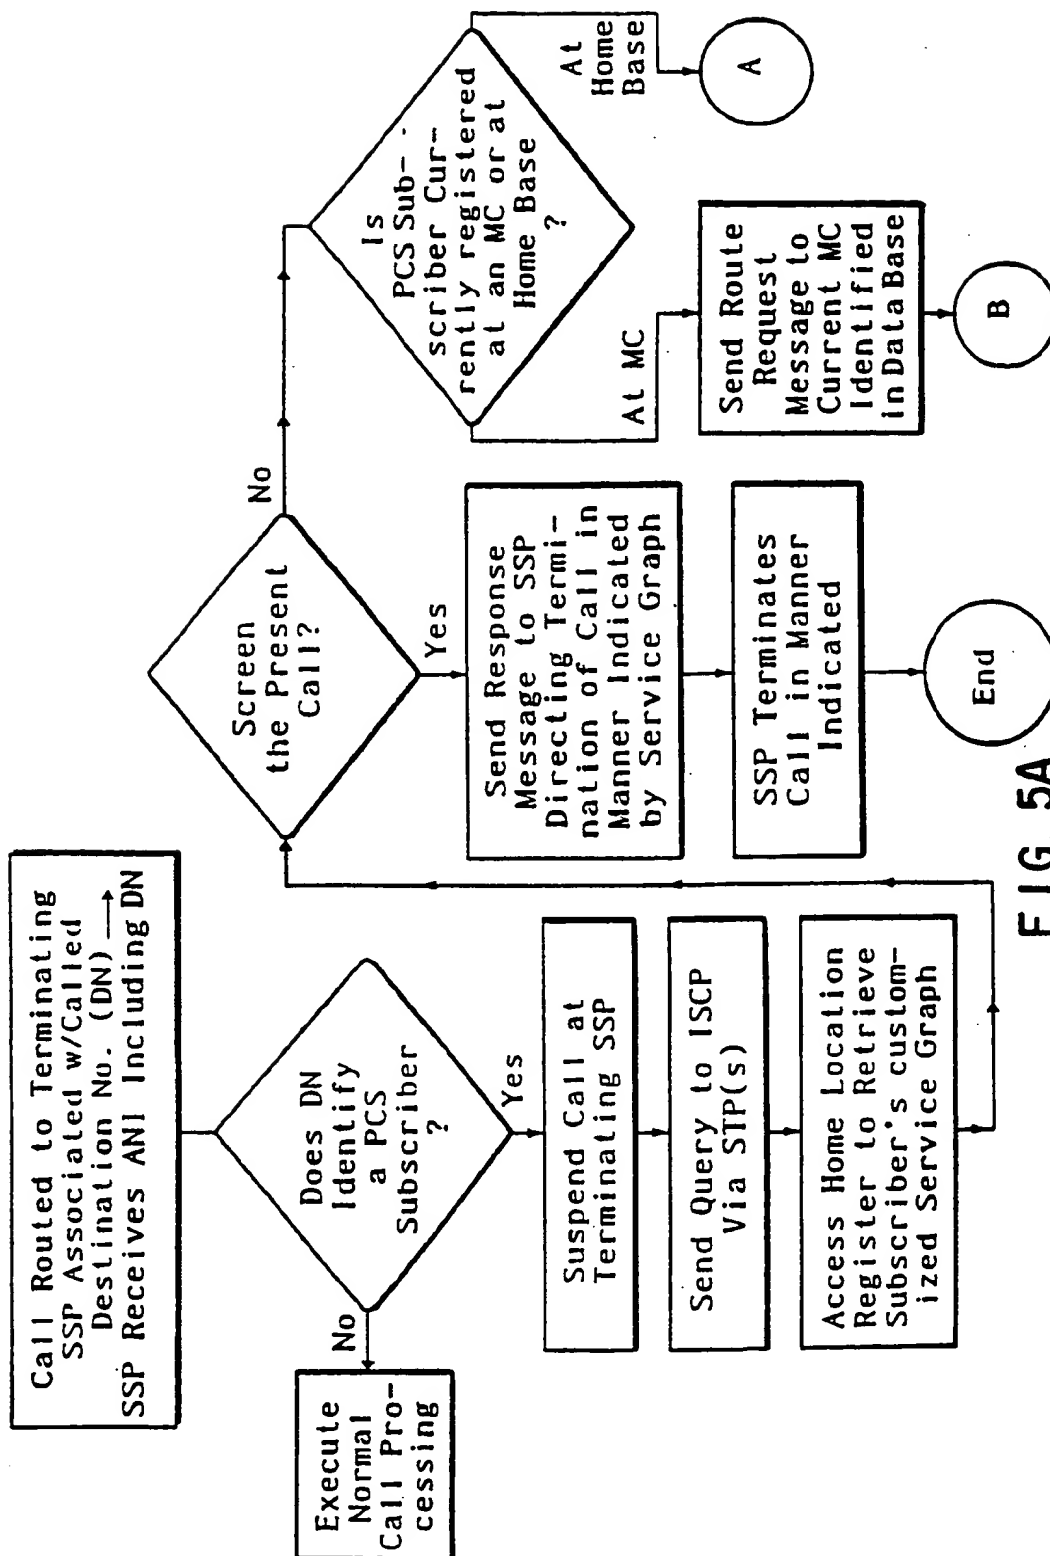 Call Routed to Terminating
SSP Associated w/Called
Destination No. (DN)
SSP Receives ANI Including DN
Does DN
Identify
a PCS
Subscriber
?
No
Execute
Normal
Call Pro-
cessing
Yes
Suspend Call at
Terminating SSP
Send Query to ISCP
Via STP(s)
Access Home Location
Register to Retrieve
Subscriber's custom-
ized Service Graph
Screen
the Present
Call?
No
Yes
Send Response
Message to SSP
Directing Termi-
nation of Call in
Manner Indicated
by Service Graph
SSP Terminates
Call in Manner
Indicated
End
Is
PCS Sub-
scriber Cur-
rently registered
at an MC or at
Home Base
?
At MC
Send Route
Request
Message to
Current MC
Identified
in Data Base
B
At
Home
Base
A
FIG 5A